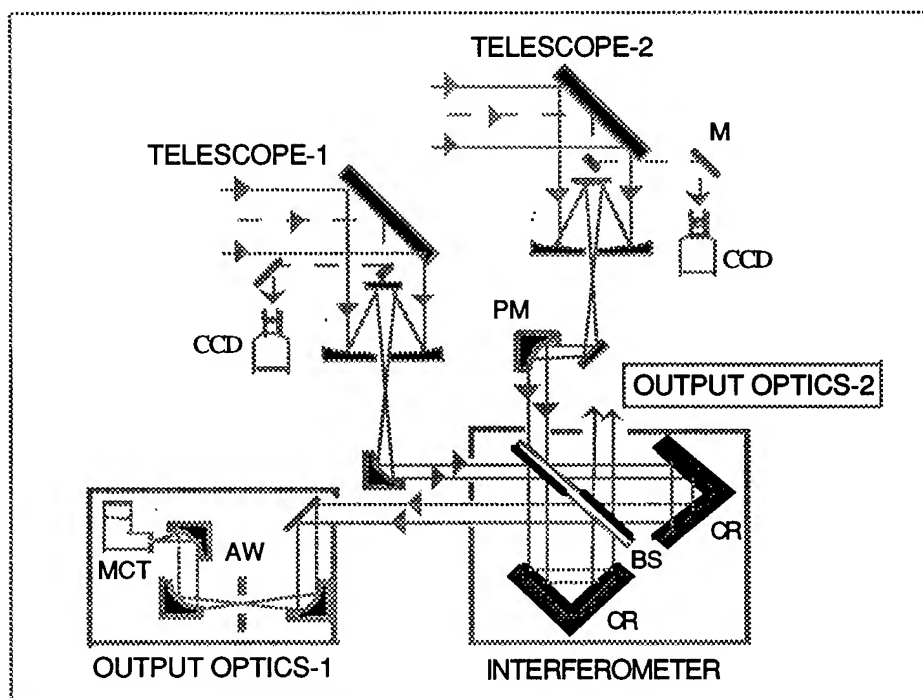 TELESCOPE-2
M
TELESCOPE-1
CCD
PM
CCD
OUTPUT OPTICS-2
AW
MCT
CR
BS
CR
OUTPUT OPTICS-1
INTERFEROMETER